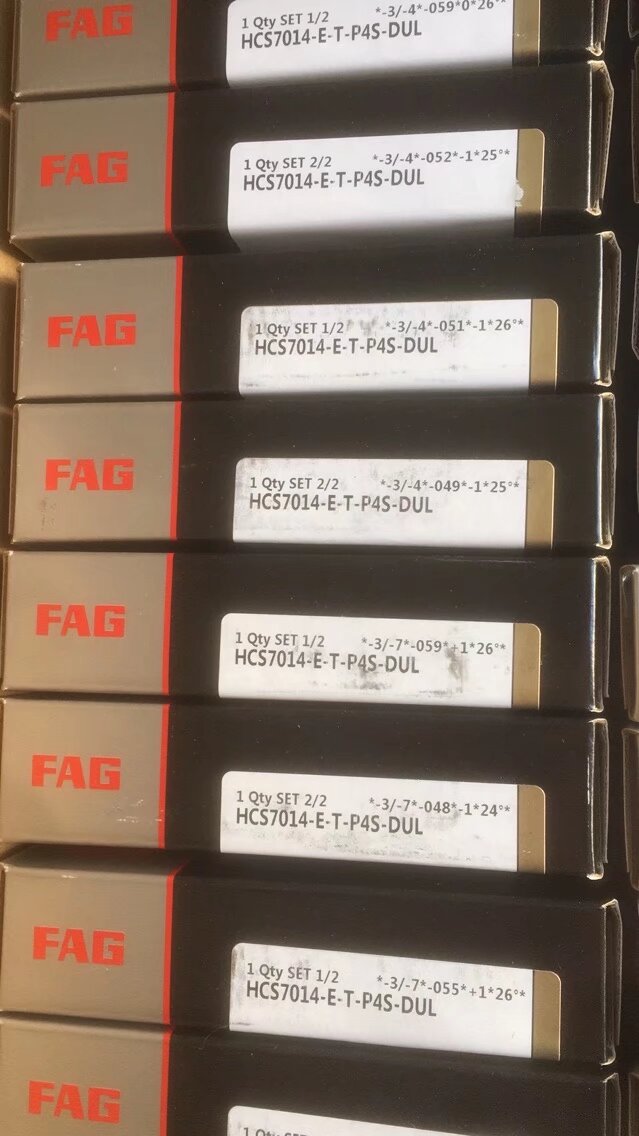 FAG
1 Qty SET 1/2 *-3/-4*-059*0*26°*
HCS7014-E-T-P4S-DUL
FAG
1 Qty SET 2/2 *-3/-4*-052*-1*25°*
HCS7014-E-T-P4S-DUL
FAG
1 Qty SET 1/2 *-3/-4*-051*-1*26°*
HCS7014-E-T-P4S-DUL
FAG
1 Qty SET 2/2 *-3/-4*-049*-1*25°*
HCS7014-E-T-P4S-DUL
FAG
1 Qty SET 1/2 *-3/-7*-059*+1*26°*
HCS7014-E-T-P4S-DUL
FAG
1 Qty SET 2/2 *-3/-7*-048*-1*24°*
HCS7014-E-T-P4S-DUL
FAG
1 Qty SET 1/2 *-3/-7*-055*+1*26°*
HCS7014-E-T-P4S-DUL
FAG
1 Qty SET